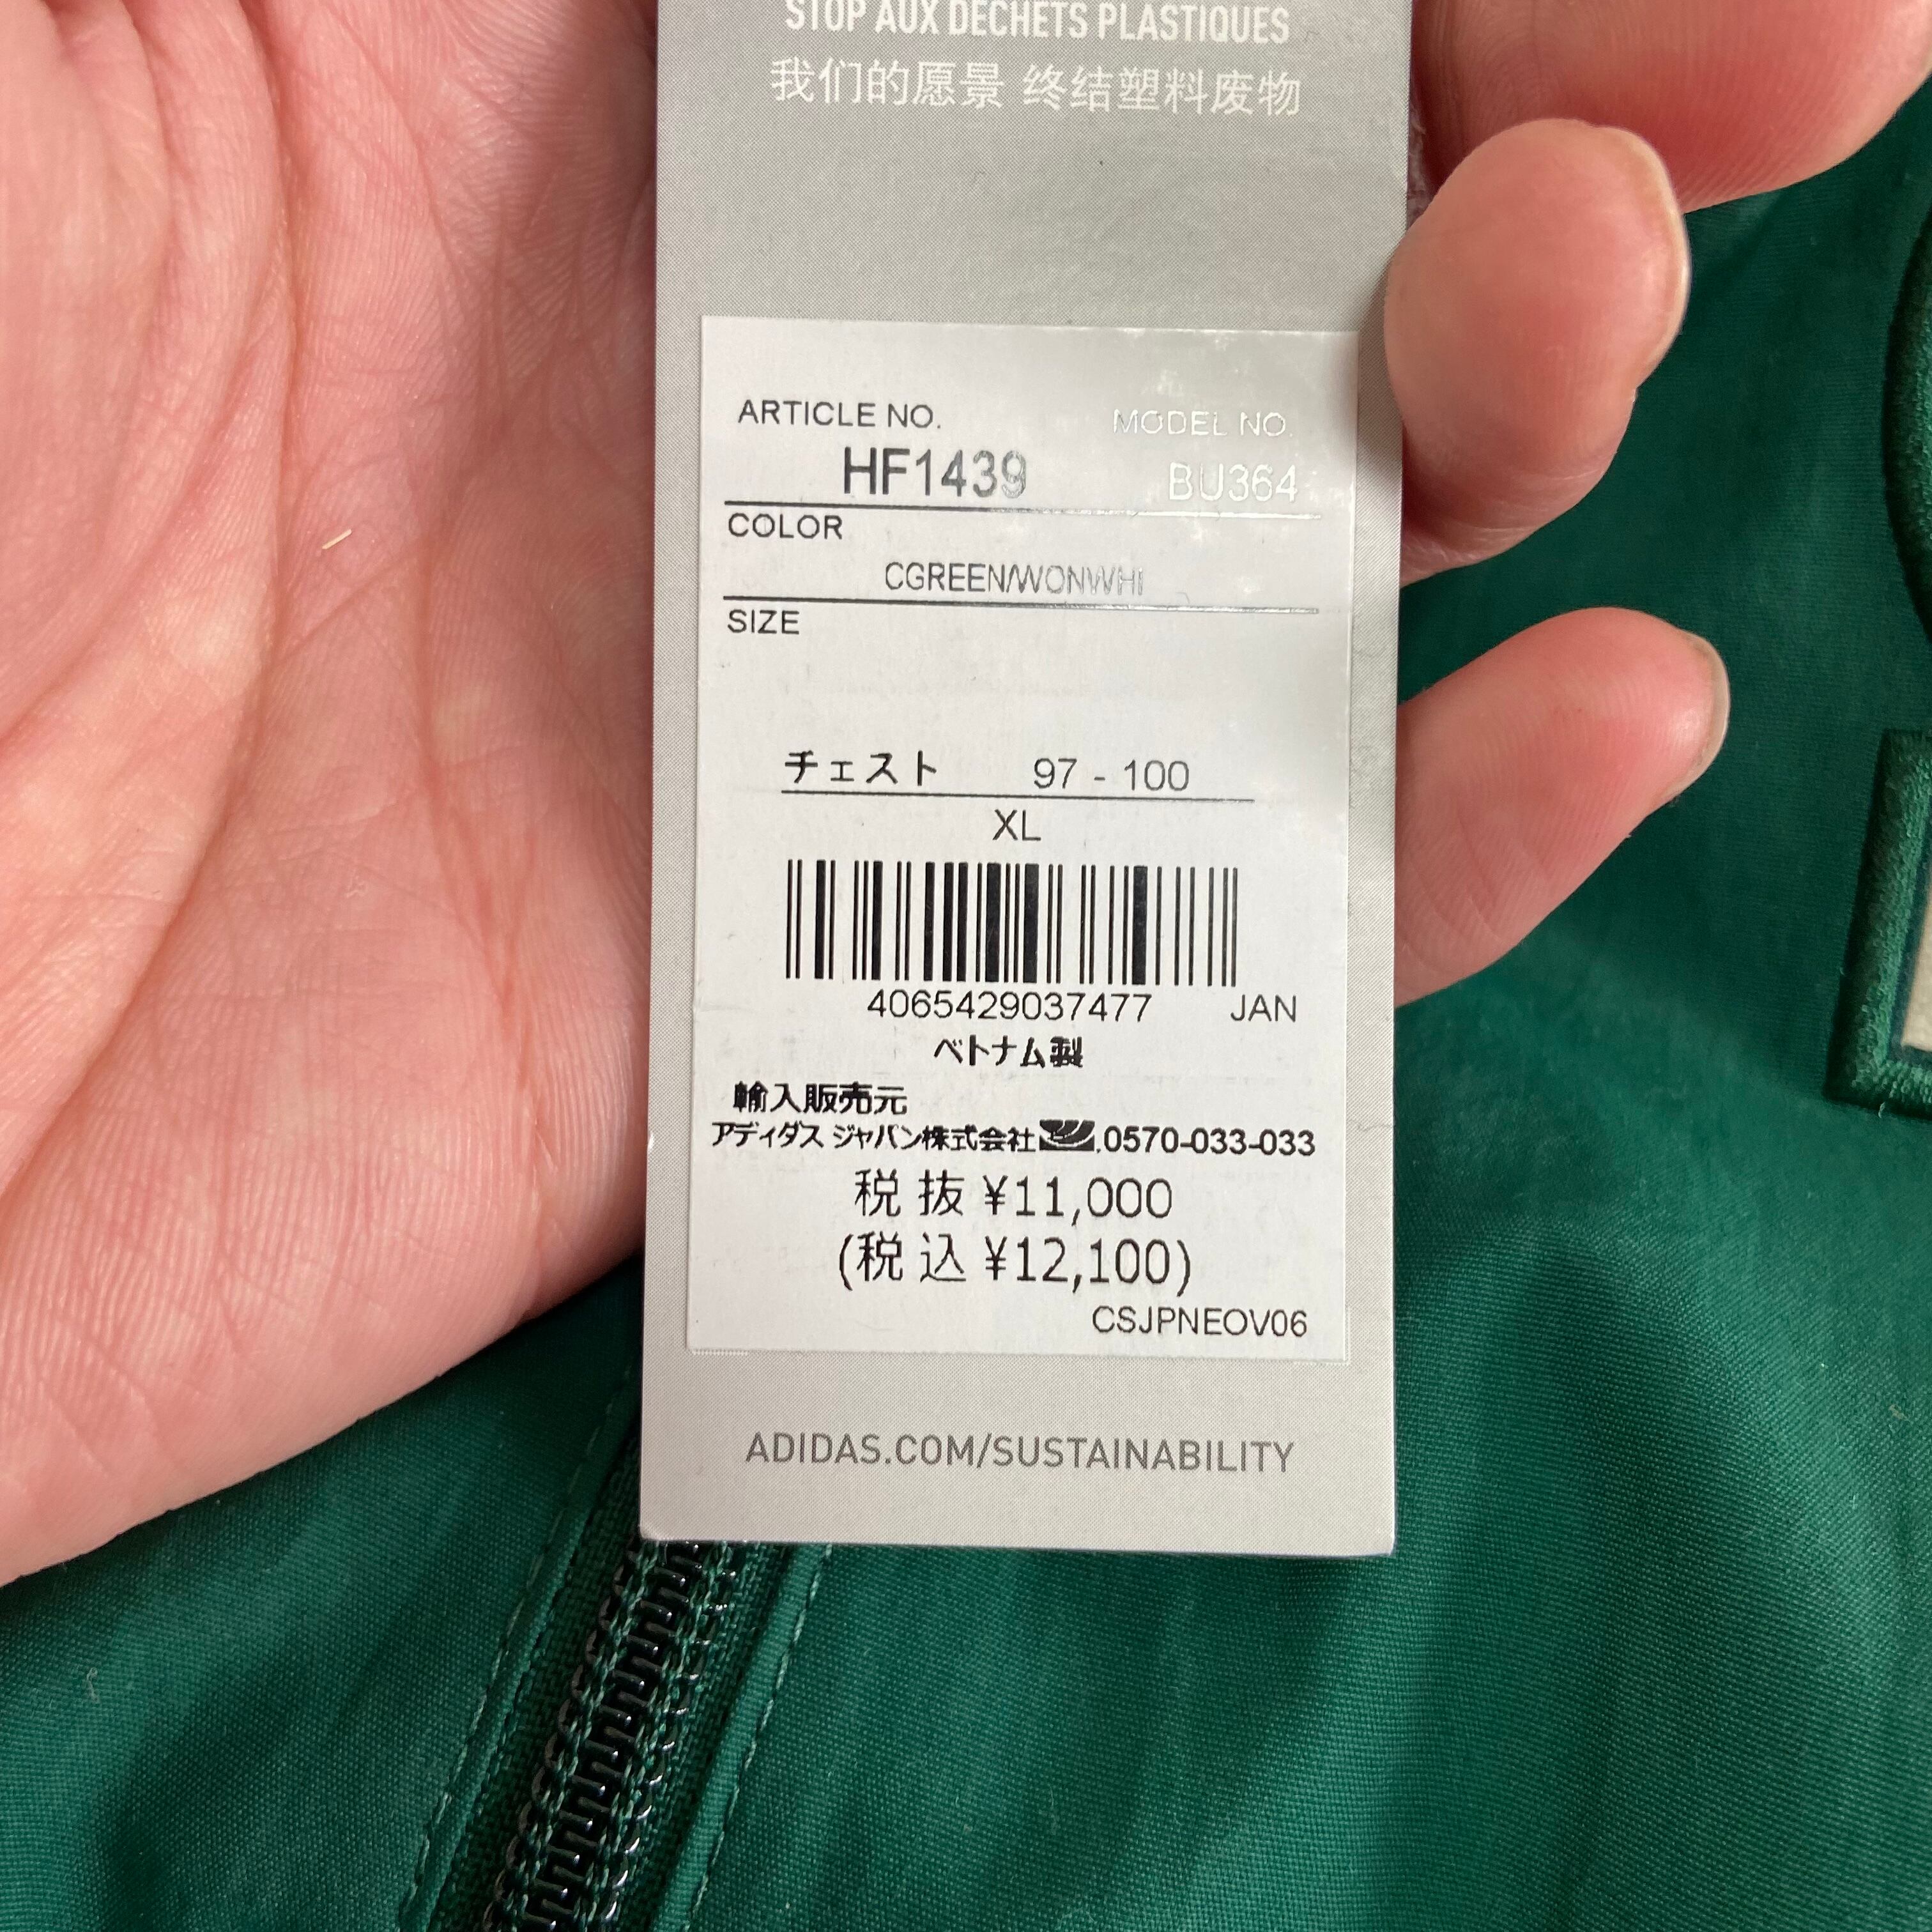 STOP AUX DÉCHETS PLASTIQUES
我们的愿景 终结塑料废物
ARTICLE NO. MODEL NO.
HF1439 BU364
COLOR
CGREEN/WONWHI
SIZE
チェスト 97 - 100
XL
4065429037477 JAN
ベトナム製
輸入販売元
アディダス ジャパン株式会社 .0570-033-033
税 抜 ¥11,000
(税 込 ¥12,100)
CSJPNEOV06
ADIDAS.COM/SUSTAINABILITY